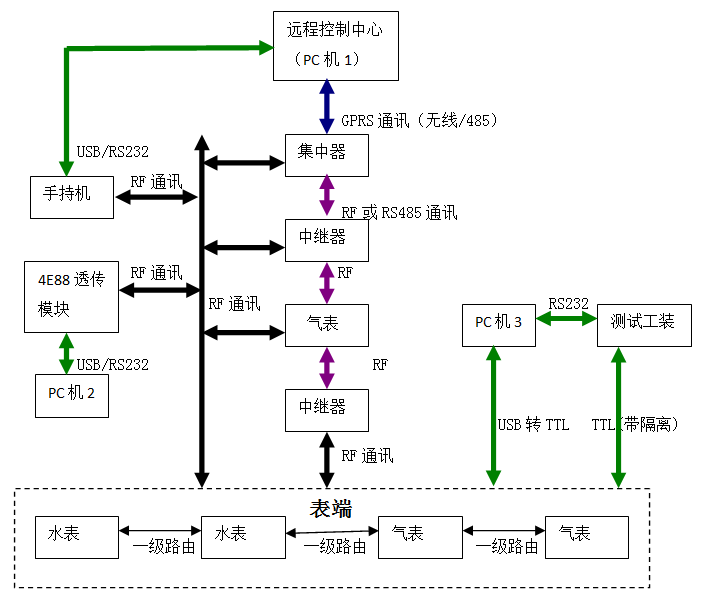 远程控制中心
（PC 机 1）
GPRS 通讯（无线/485）
USB/RS232
集中器
RF 通讯
手持机
RF 或 RS485 通讯
中继器
RF 通讯
RF
4E88 透传
模块
RF 通讯
气表
RS232
PC 机 3
测试工装
USB/RS232
RF
PC 机 2
中继器
USB 转 TTL
TTL(带隔离)
RF 通讯
表端
水表
水表
气表
气表
一级路由
一级路由
一级路由